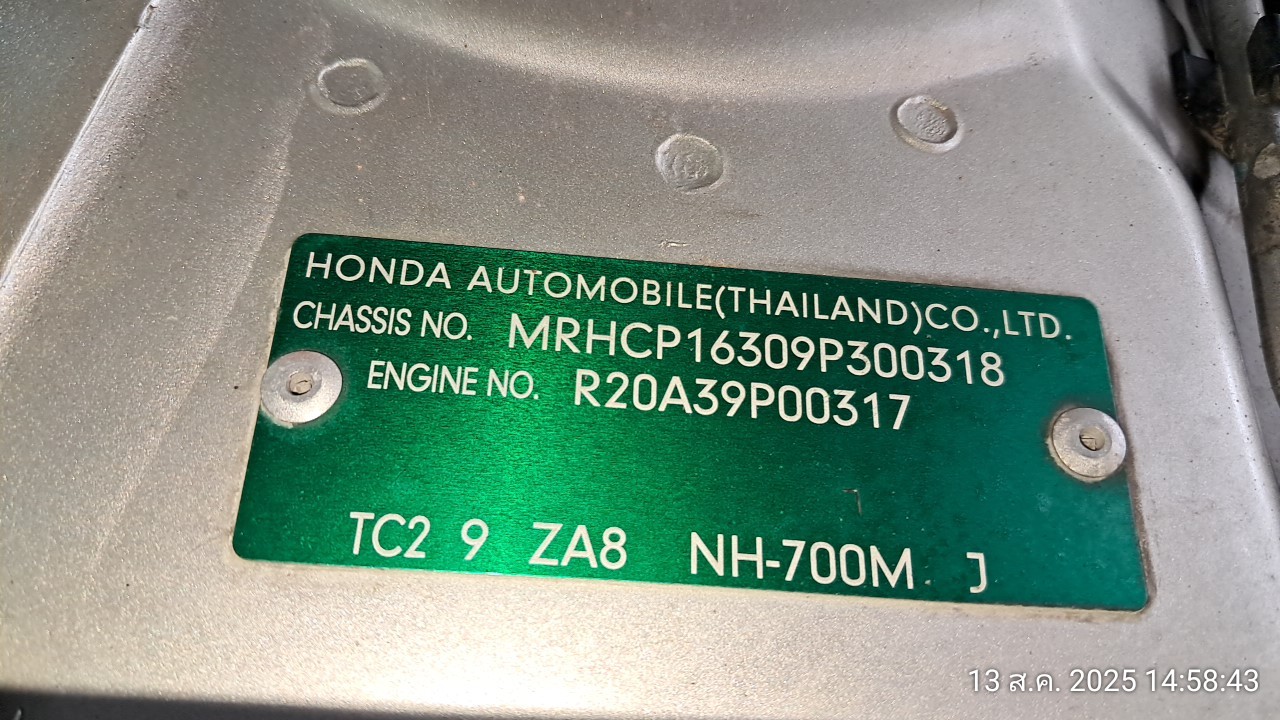 HONDA AUTOMOBILE(THAILAND)CO.,LTD.
CHASSIS NO. MRHCP16309P300318
ENGINE NO. R20A39P00317
TC2 9 ZA8 NH-700M J
13 ส.ค. 2025 14:58:43